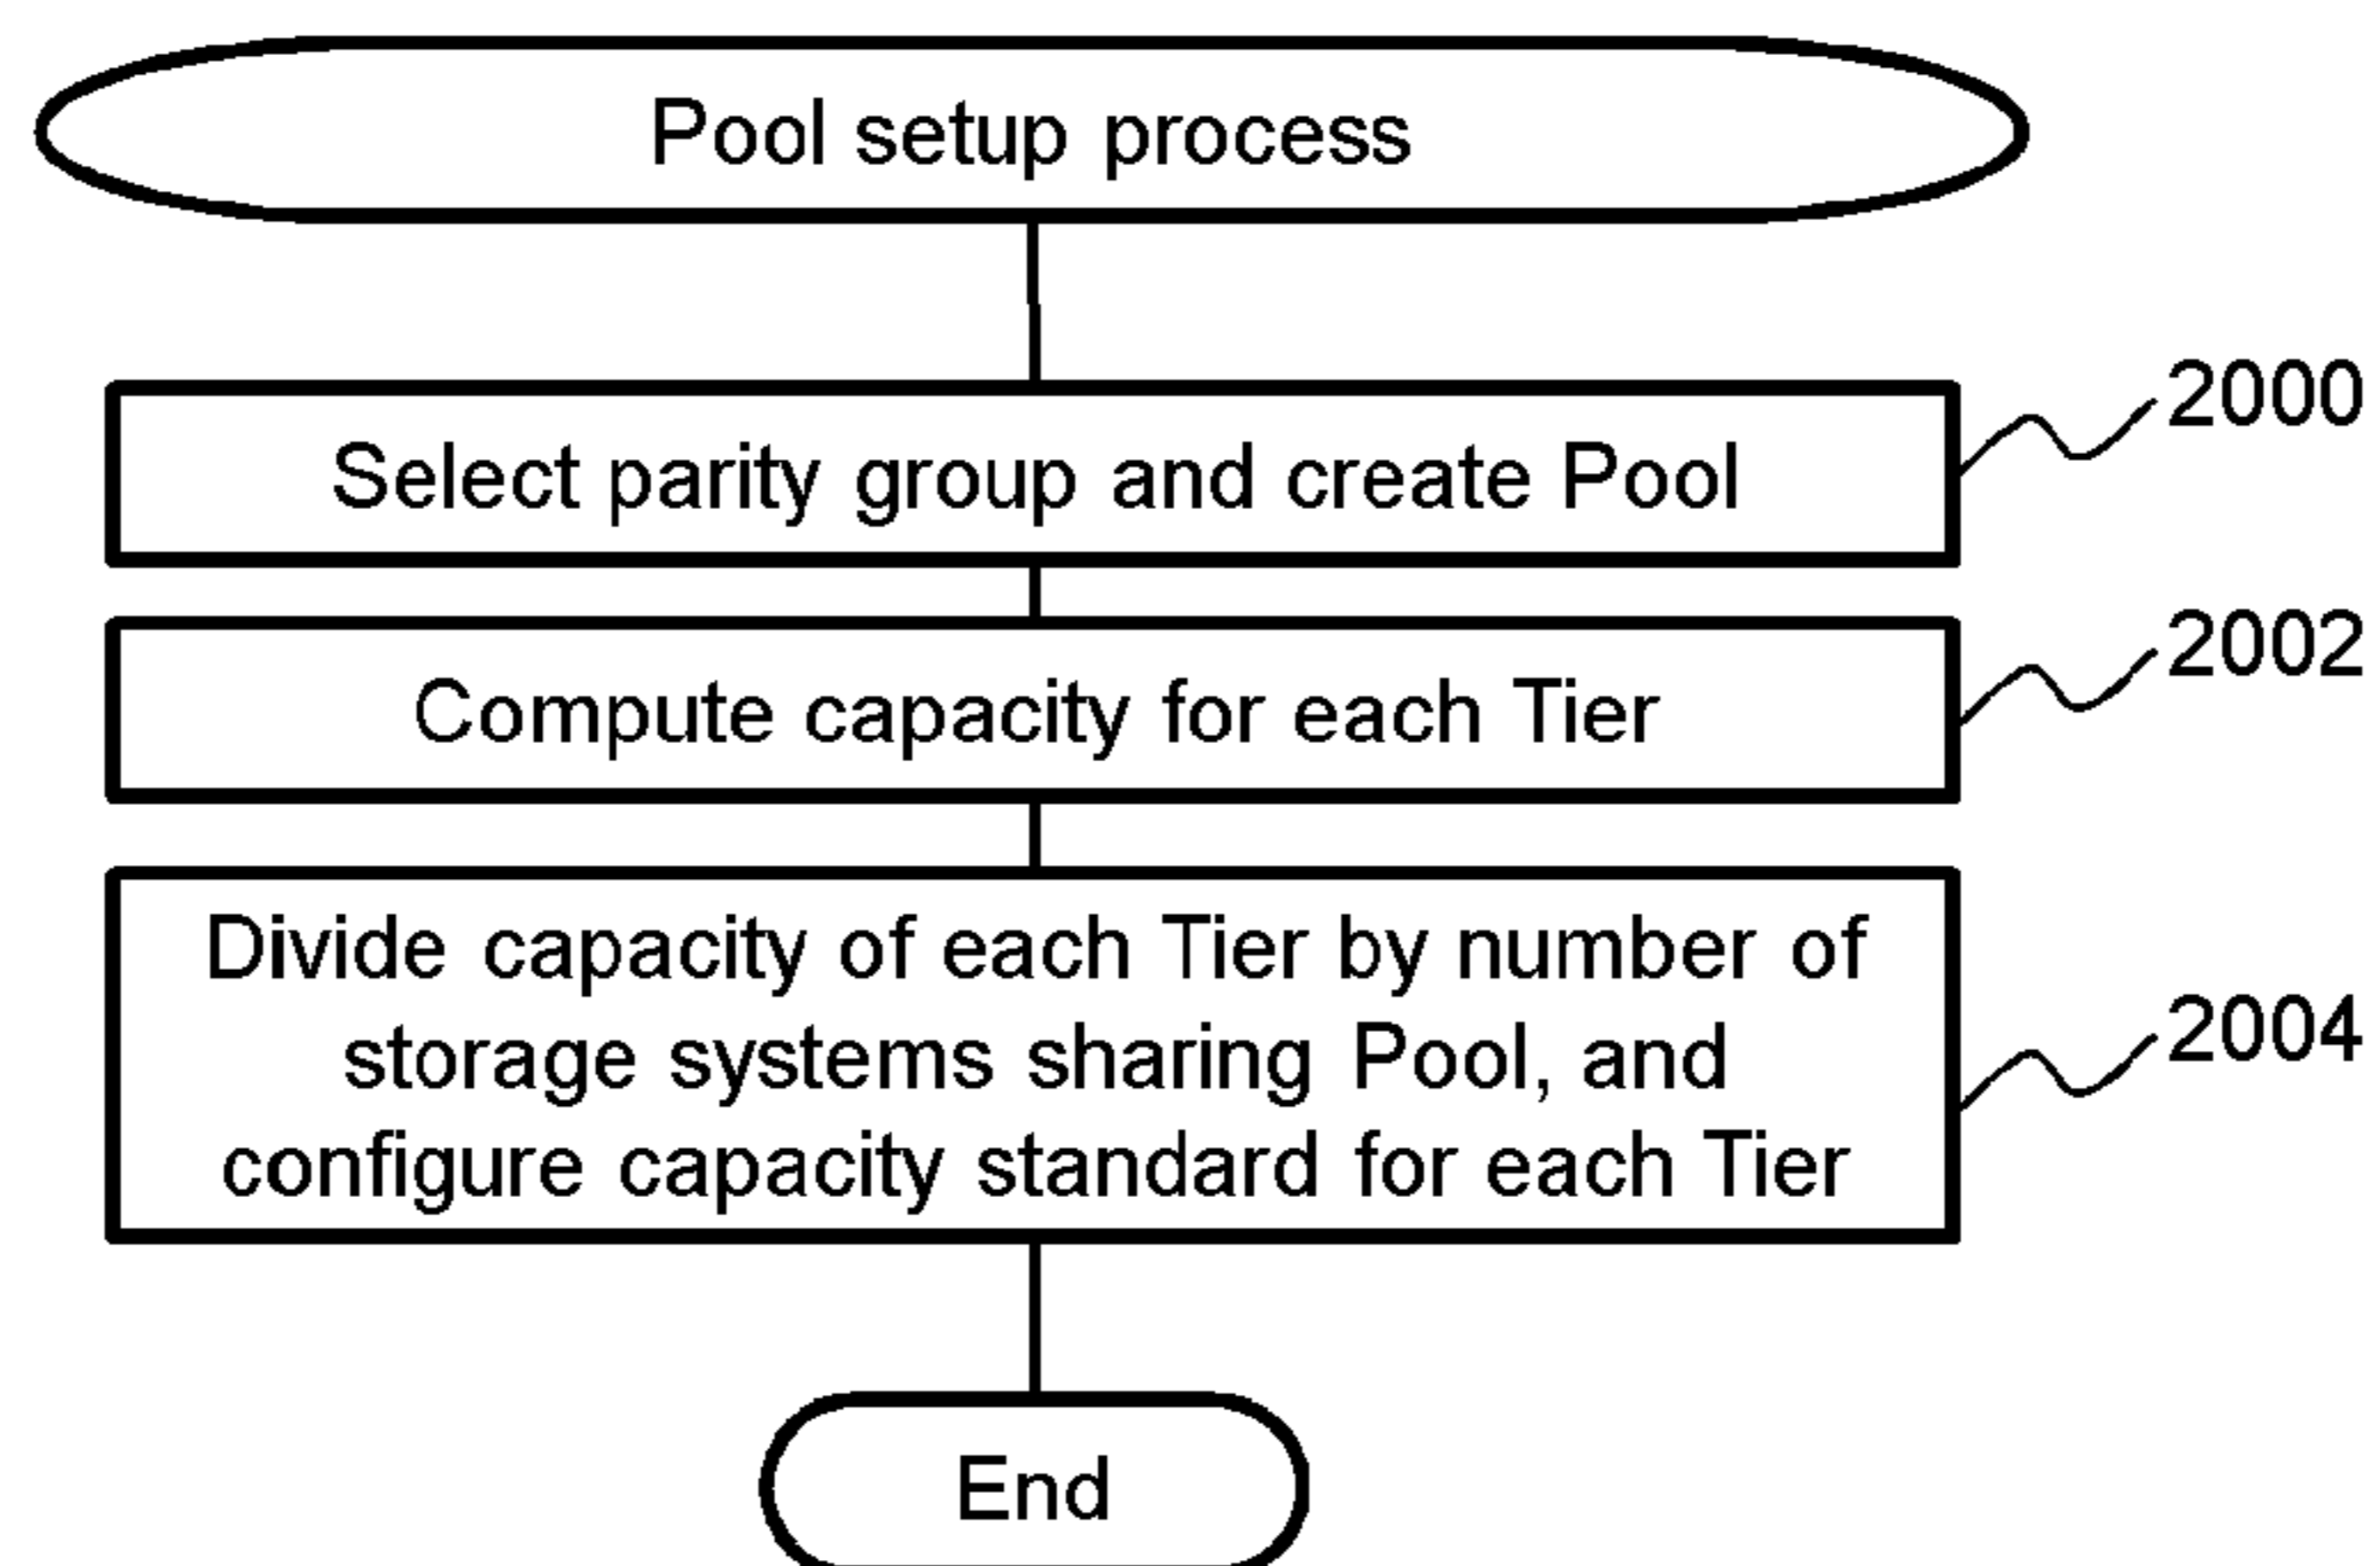 Pool setup process
2000
Select parity group and create Pool
2002
Compute capacity for each Tier
Divide capacity of each Tier by number of
storage systems sharing Pool, and
2004
configure capacity standard for each Tier
End